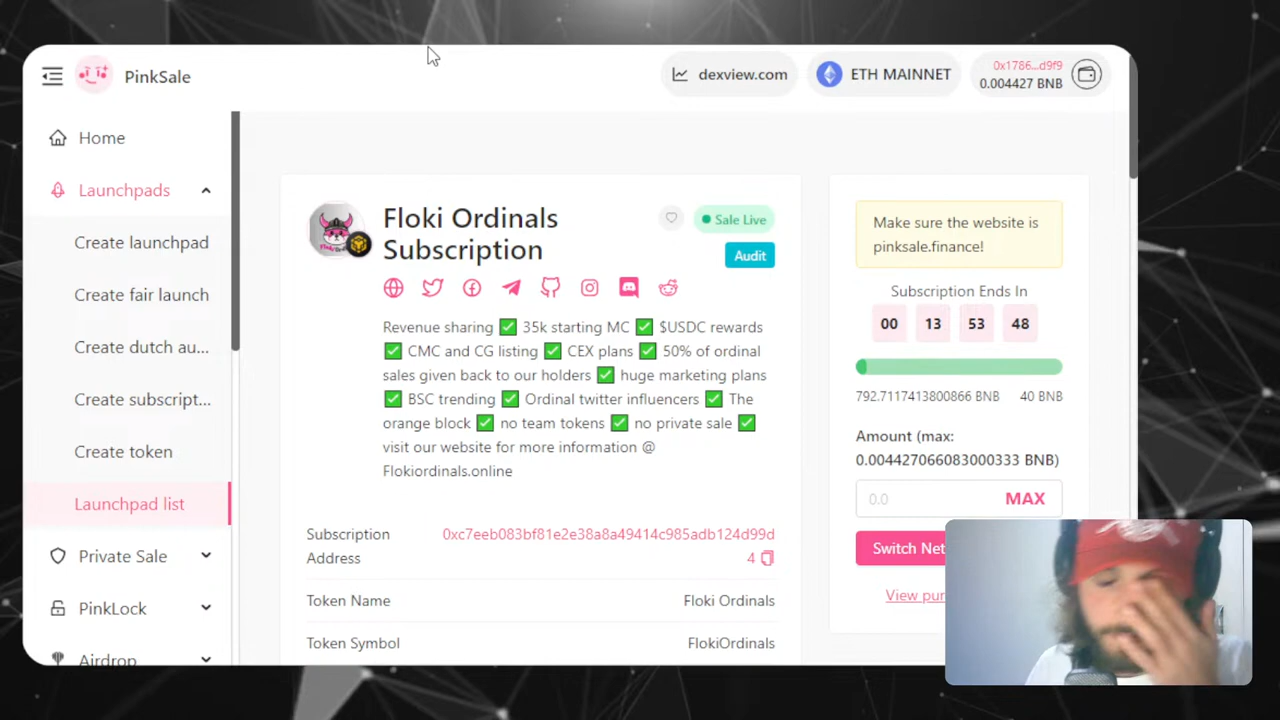 PinkSale
dexview.com
ETH MAINNET
0x1786...d9f9
0.004427 BNB
Home
Launchpads
Create launchpad
Create fair launch
Create dutch au...
Create subscript...
Create token
Launchpad list
Private Sale
PinkLock
Airdrop
Floki Ordinals
Subscription
Sale Live
Audit
Revenue sharing ✅ 35k starting MC ✅ $USDC rewards
✅ CMC and CG listing ✅ CEX plans ✅ 50% of ordinal
sales given back to our holders ✅ huge marketing plans
✅ BSC trending ✅ Ordinal twitter influencers ✅ The
orange block ✅ no team tokens ✅ no private sale ✅
visit our website for more information @
Flokiordinals.online
Subscription Address
0xc7eeb083bf81e2e38a8a49414c985adb124d99d
4
Token Name
Floki Ordinals
Token Symbol
FlokiOrdinals
Make sure the website is
pinksale.finance!
Subscription Ends In
00 13 53 48
792.7117413800866 BNB 40 BNB
Amount (max:
0.004427066083000333 BNB)
0.0 MAX
Switch Net
View pur